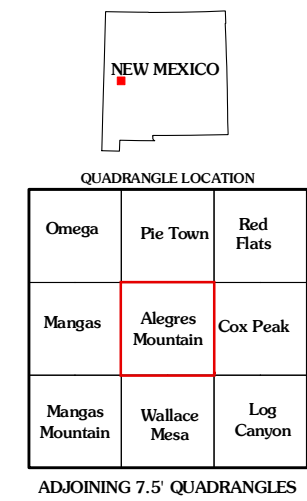 NEW MEXICO
QUADRANGLE LOCATION
Omega
Pie Town
Red
Flats
Mangas
Alegres
Mountain
Cox Peak
Mangas
Mountain
Wallace
Mesa
Log
Canyon
ADJOINING 7.5' QUADRANGLES